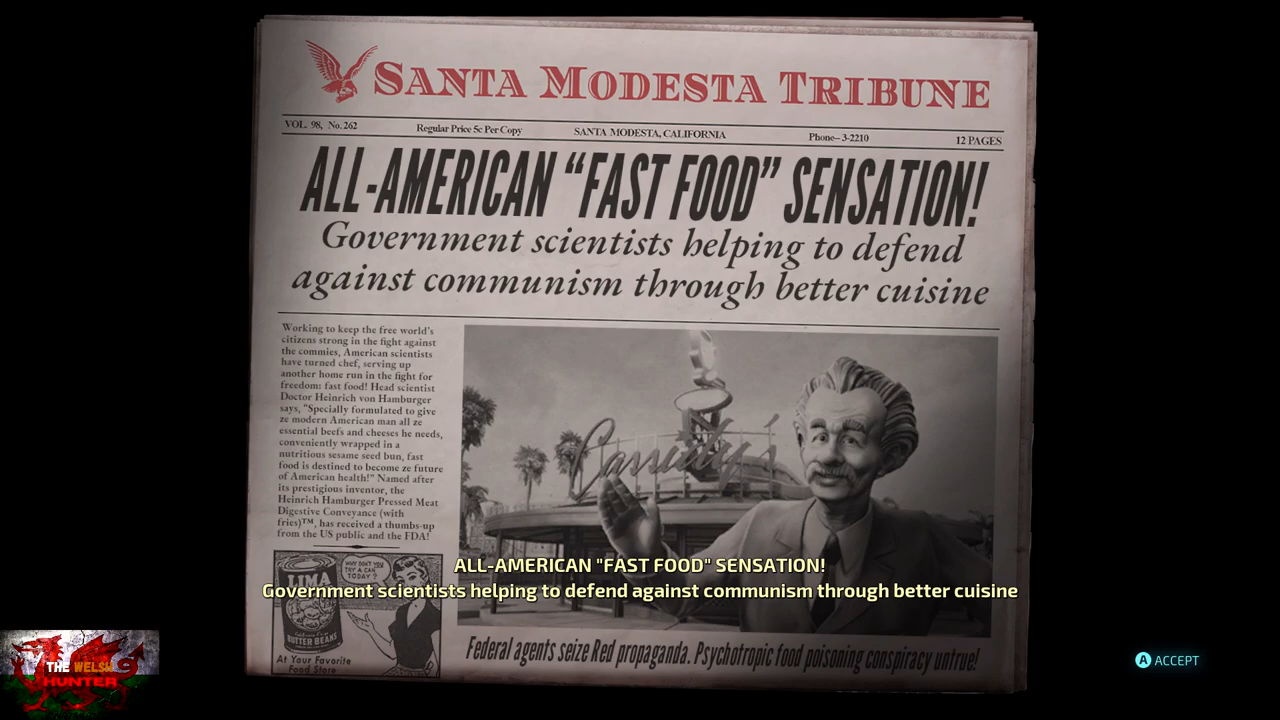 SANTA MODESTA TRIBUNE
VOL. 98, No. 262 Regular Price 5c Per Copy SANTA MODESTA, CALIFORNIA Phone–3-2210 12 PAGES
ALL-AMERICAN “FAST FOOD” SENSATION!
Government scientists helping to defend
against communism through better cuisine
Working to keep the free world's
citizens strong in the fight against
the commies, American scientists
have turned chef, serving up
another home run in the fight for
freedom: fast food! Head scientist
Doctor Heinrich von Hamburger
says, "Specially formulated to give
ze modern American man all ze
essential beefs and cheeses he needs,
conveniently wrapped in a
nutritious sesame seed bun, fast
food is destined to become ze future
of American health!" Named after
its prestigious inventor, the
Heinrich Hamburger Pressed Meat
Digestive Conveyance (with
fries)™, has received a thumbs-up
from the US public and the FDA!
Cassidy's
ALL-AMERICAN "FAST FOOD" SENSATION!
Government scientists helping to defend against communism through better cuisine
LIMA
BUTTER BEANS
WHY DON'T YOU
TRY A CAN
TODAY?
At Your Favorite
Food Store
Federal agents seize Red propaganda. Psychotropic food poisoning conspiracy untrue!
THE WELSH
HUNTER
A ACCEPT